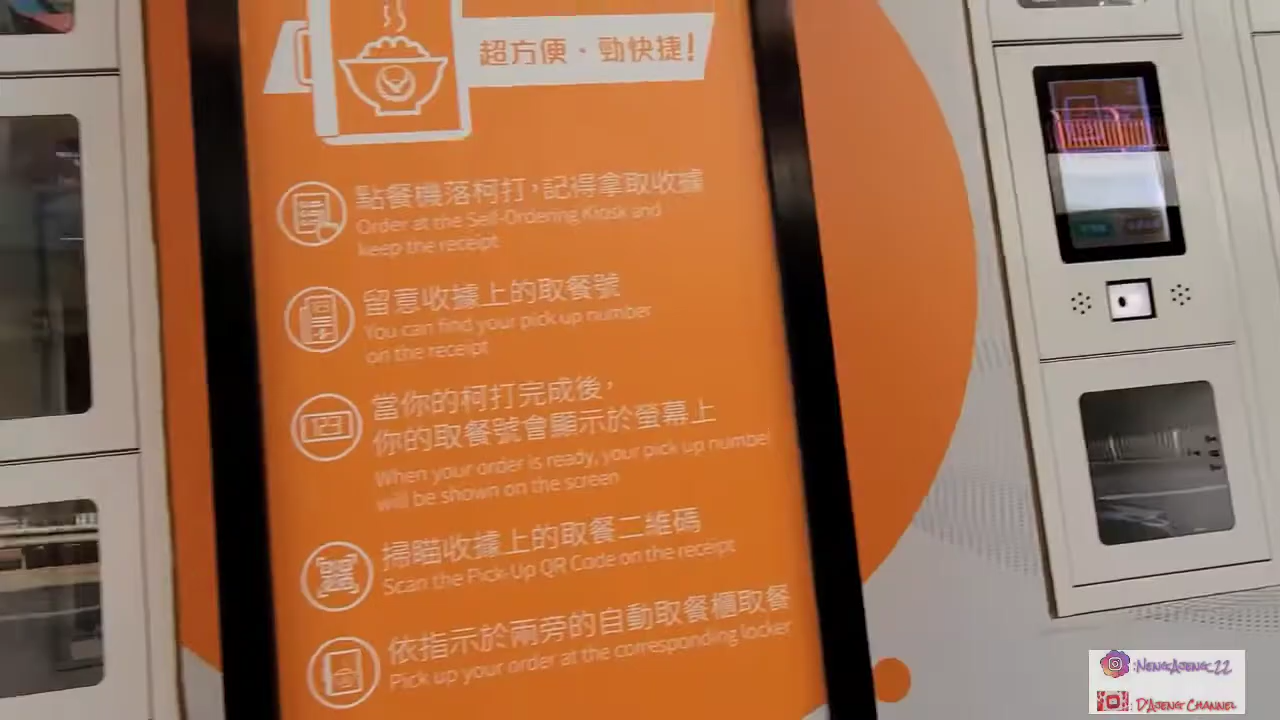 超方便、勁快捷!
點餐機落柯打,記得拿取收據
Order at the Self-Ordering Kiosk and
keep the receipt
留意收據上的取餐號
You can find your pick up number
on the receipt
123
當你的柯打完成後,
你的取餐號會顯示於螢幕上
When your order is ready, your pick up number
will be shown on the screen
掃瞄收據上的取餐二維碼
Scan the Pick-Up QR Code on the receipt
依指示於兩旁的自動取餐櫃取餐
Pick up your order at the corresponding locker
:NengAjeng_22
: D'Ajeng Channel